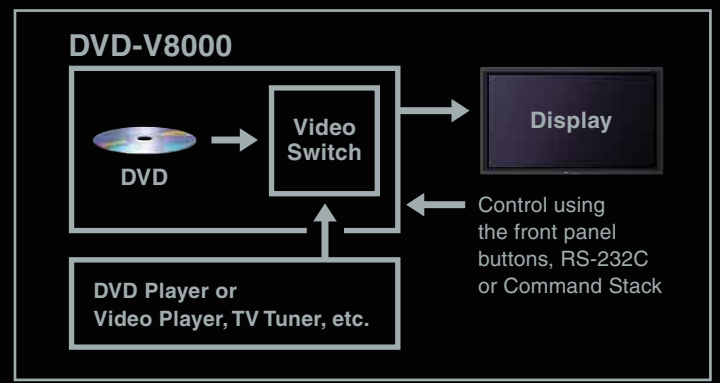 DVD-V8000
DVD
Video
Switch
Display
Control using
the front panel
buttons, RS-232C
or Command Stack
DVD Player or
Video Player, TV Tuner, etc.